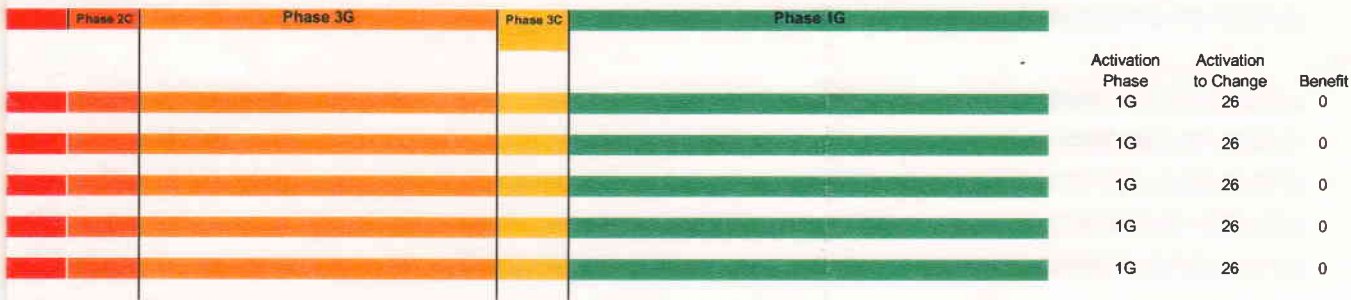 Phase 2C Phase 3G Phase 3C Phase 1G
Activation Activation
Phase to Change Benefit
1G 26 0
1G 26 0
1G 26 0
1G 26 0
1G 26 0